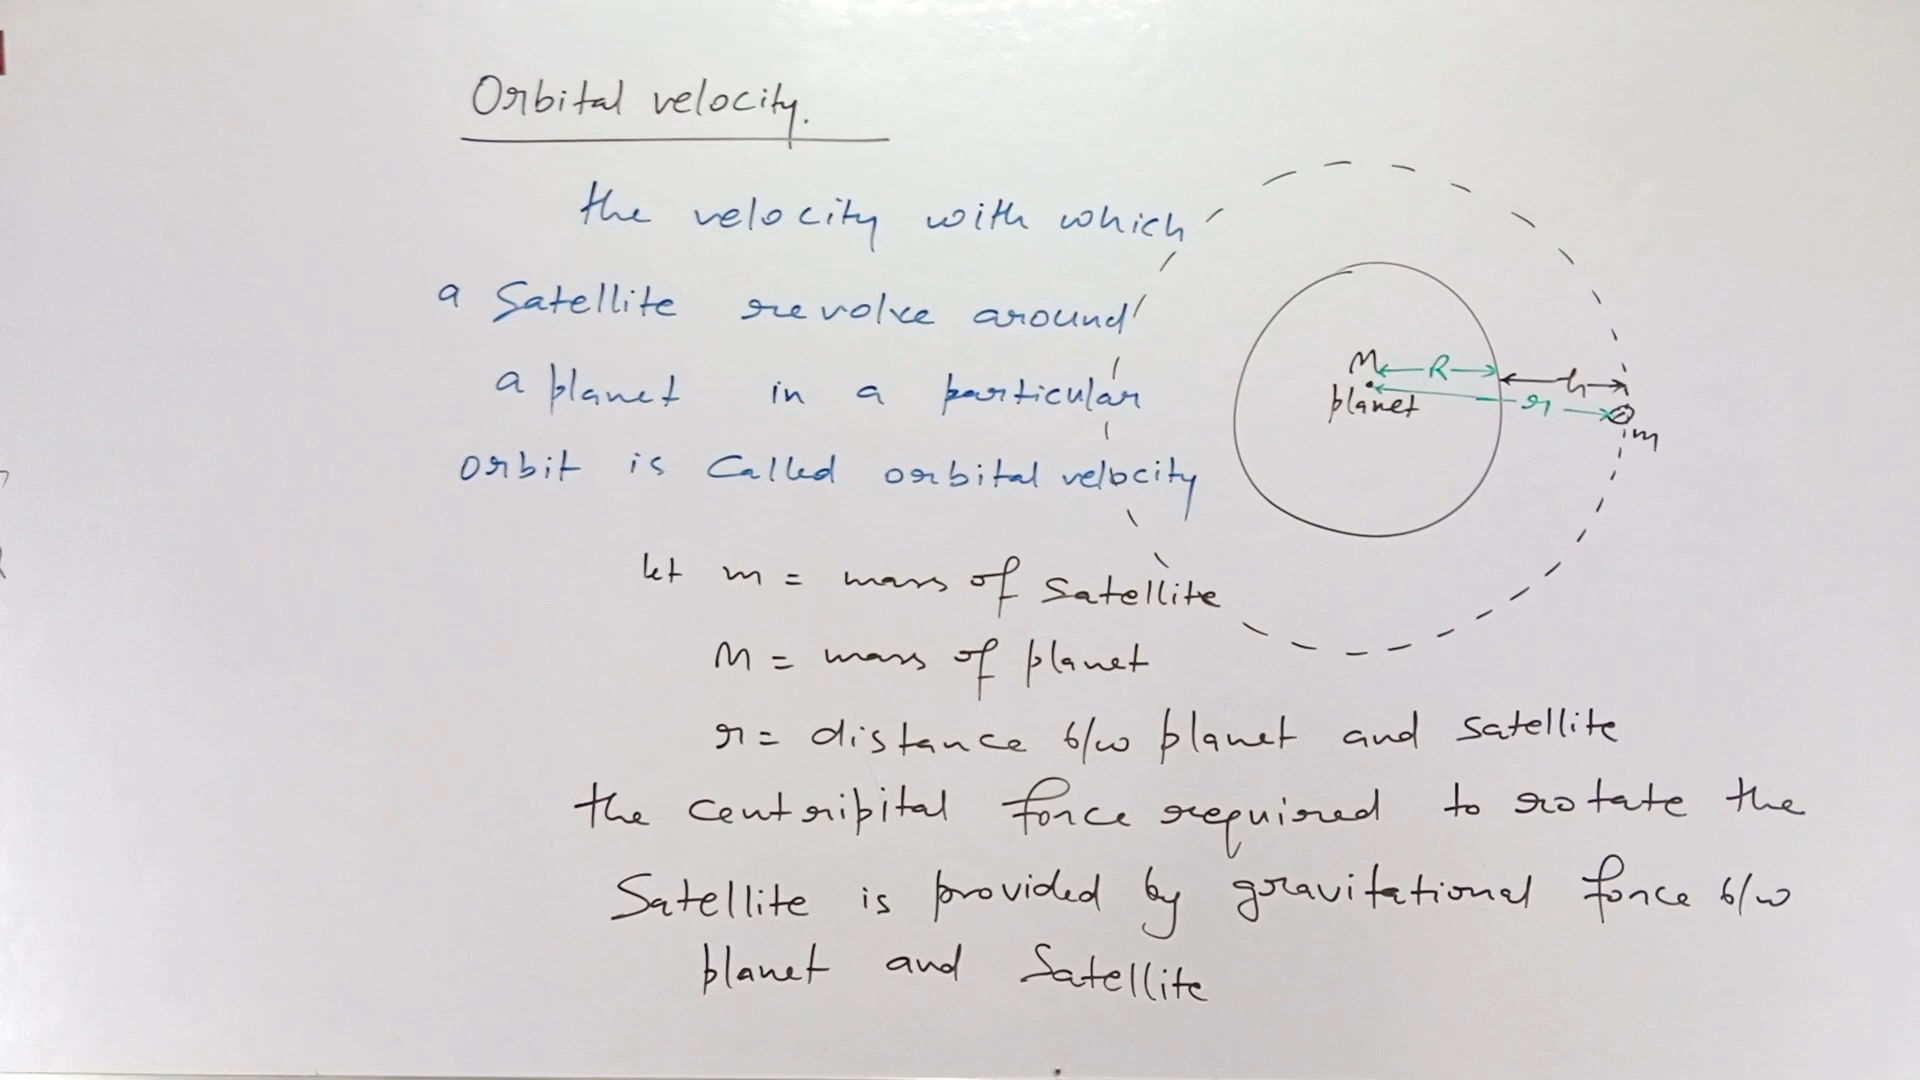 Orbital velocity.
the velocity with which
a Satellite revolve around
a planet in a particular
orbit is Called orbital velocity
M R h
planet r
m
let m = mass of Satellite
M = mass of planet
r = distance b/w planet and satellite
the centripital force required to rotate the
Satellite is provided by gravitational force b/w
planet and Satellite